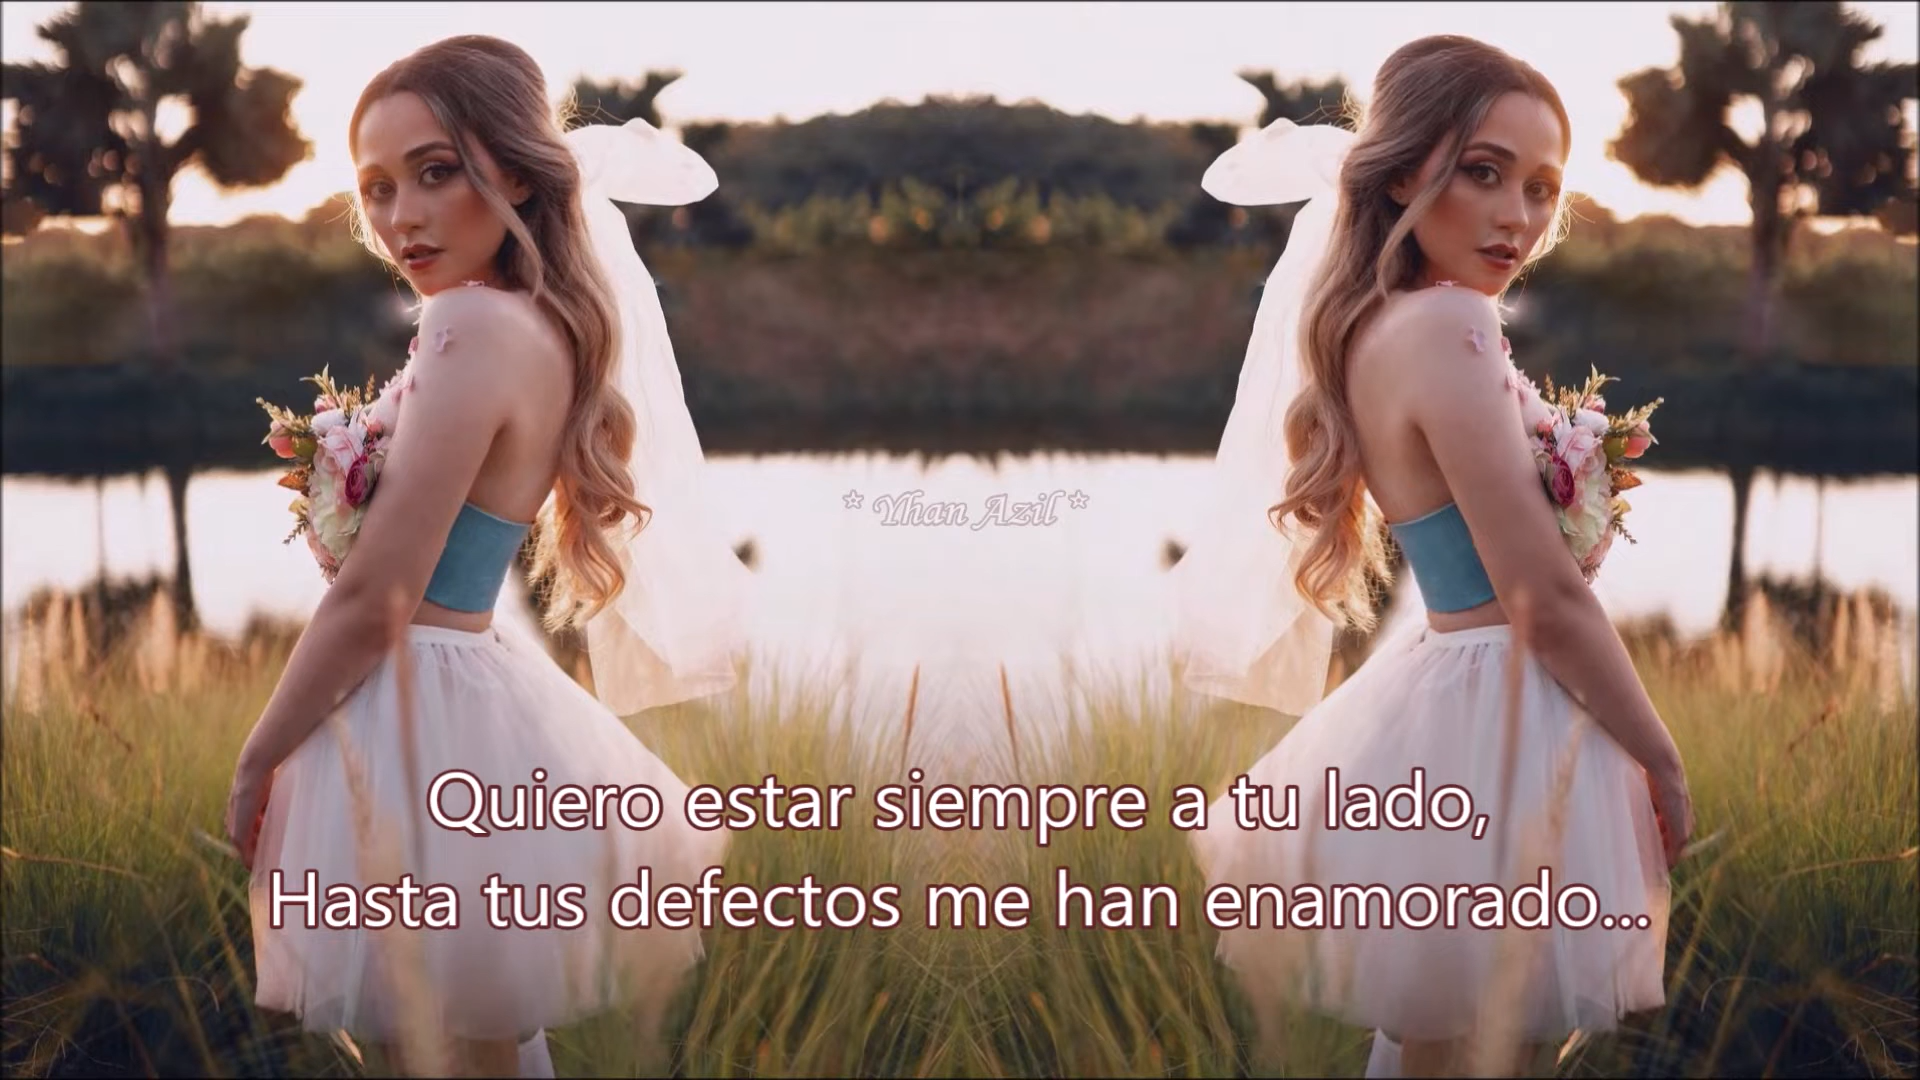 * Yhan Azil *
Quiero estar siempre a tu lado,
Hasta tus defectos me han enamorado...